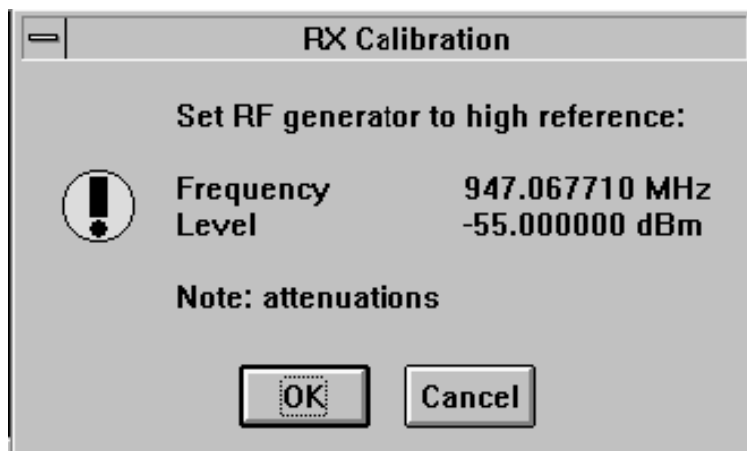 RX Calibration
Set RF generator to high reference:
Frequency 947.067710 MHz
Level -55.000000 dBm
Note: attenuations
OK Cancel